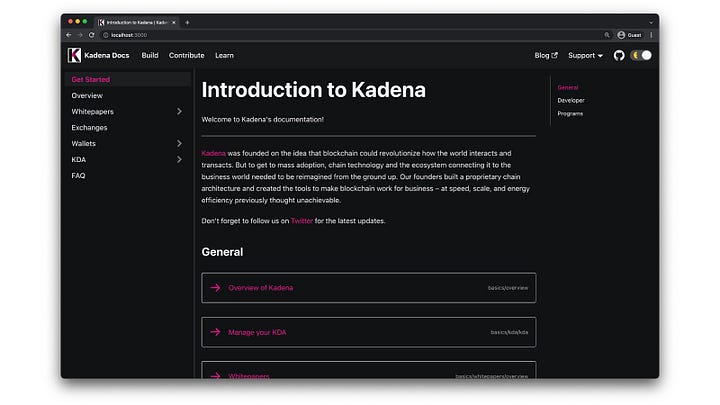 Introduction to Kadena | Kaden
localhost:3000
Guest
Kadena Docs
Build
Contribute
Learn
Blog
Support
Get Started
Overview
Whitepapers
Exchanges
Wallets
KDA
FAQ
Introduction to Kadena
Welcome to Kadena's documentation!
Kadena was founded on the idea that blockchain could revolutionize how the world interacts and
transacts. But to get to mass adoption, chain technology and the ecosystem connecting it to the
business world needed to be reimagined from the ground up. Our founders built a proprietary chain
architecture and created the tools to make blockchain work for business – at speed, scale, and energy
efficiency previously thought unachievable.
Don't forget to follow us on Twitter for the latest updates.
General
Overview of Kadena
basics/overview
Manage your KDA
basics/kda/kda
Whitepapers
basics/whitepapers/overview
General
Developer
Programs